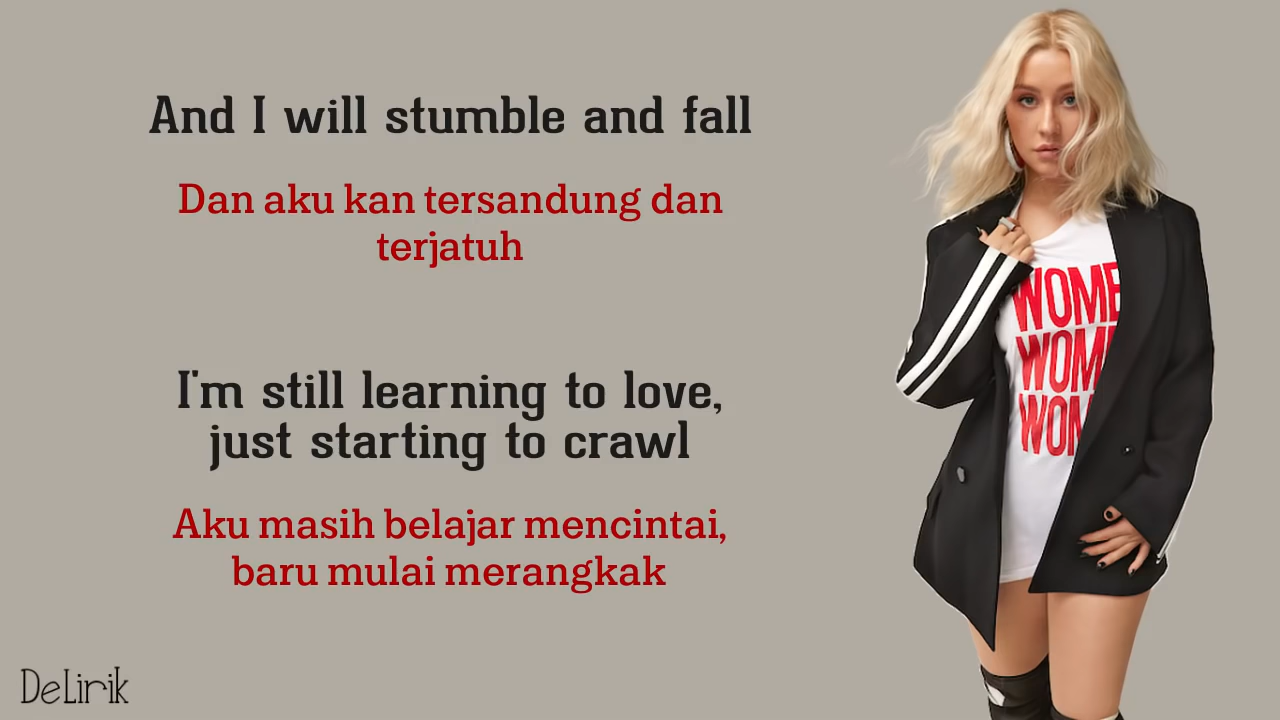 And I will stumble and fall
Dan aku kan tersandung dan
terjatuh
I'm still learning to love,
just starting to crawl
Aku masih belajar mencintai,
baru mulai merangkak
WOME
WOM
WOM
DeLirik